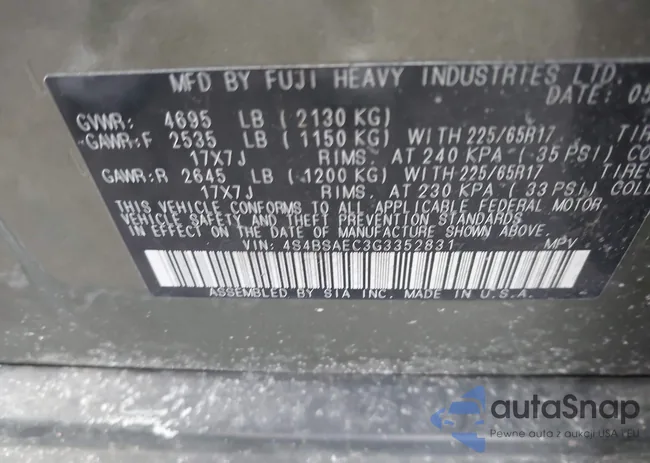 MFD BY FUJI HEAVY INDUSTRIES LTD.
DATE: 05
GVWR: 4695 LB (2130 KG)
GAWR:F 2535 LB (1150 KG) WITH 225/65R17 TIR
17X7J RIMS. AT 240 KPA (35 PSI) CO
GAWR:R 2645 LB (1200 KG) WITH 225/65R17 TIRES
17X7J RIMS. AT 230 KPA (33 PSI) COLD
THIS VEHICLE CONFORMS TO ALL APPLICABLE FEDERAL MOTOR
VEHICLE SAFETY AND THEFT PREVENTION STANDARDS
IN EFFECT ON THE DATE OF MANUFACTURE SHOWN ABOVE.
VIN: 4S4BSAEC3G3352831 MPV
ASSEMBLED BY SIA INC. MADE IN U.S.A.
autaSnap
Pewne auta z aukcji USA i EU